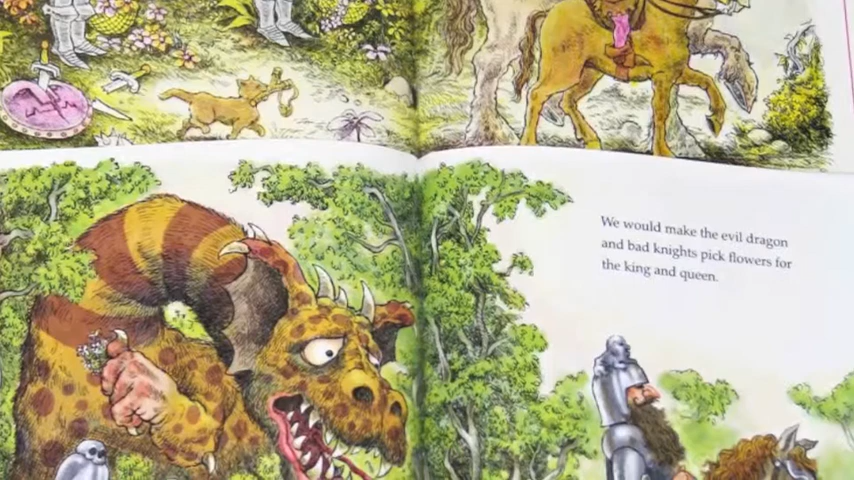 We would make the evil dragon
and bad knights pick flowers for
the king and queen.